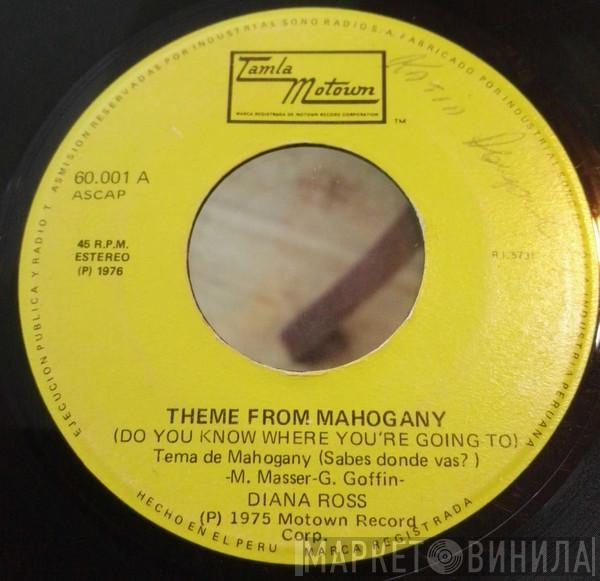 EJECUCION PUBLICA Y RADIO T ASMISION RESERVADAS POR INDUSTRIAL SONO RADIO S.A. FABRICADO POR INDUSTRIA
INDUSTRIA PERUANA
Tamla
Motown
MARCA REGISTRADA DE MOTOWN RECORD CORPORATION
TM
60.001 A
ASCAP
45 R.P.M.
ESTEREO
(P) 1976
THEME FROM MAHOGANY
(DO YOU KNOW WHERE YOU'RE GOING TO)
Tema de Mahogany (Sabes donde vas?)
-M. Masser-G. Goffin-
DIANA ROSS
(P) 1975 Motown Record
Corp.
HECHO EN EL PERU MARCA REGISTRADA
МАРКЕТ ВИНИЛА